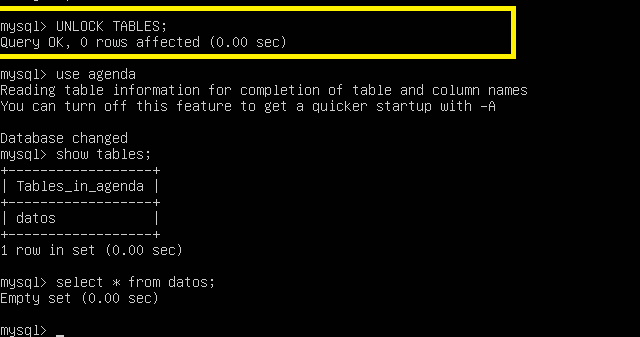 mysql> UNLOCK TABLES;
Query OK, 0 rows affected (0.00 sec)
mysql> use agenda
Reading table information for completion of table and column names
You can turn off this feature to get a quicker startup with -A
Database changed
mysql> show tables;
+------------------+
| Tables_in_agenda |
+------------------+
| datos            |
+------------------+
1 row in set (0.00 sec)
mysql> select * from datos;
Empty set (0.00 sec)
mysql> _